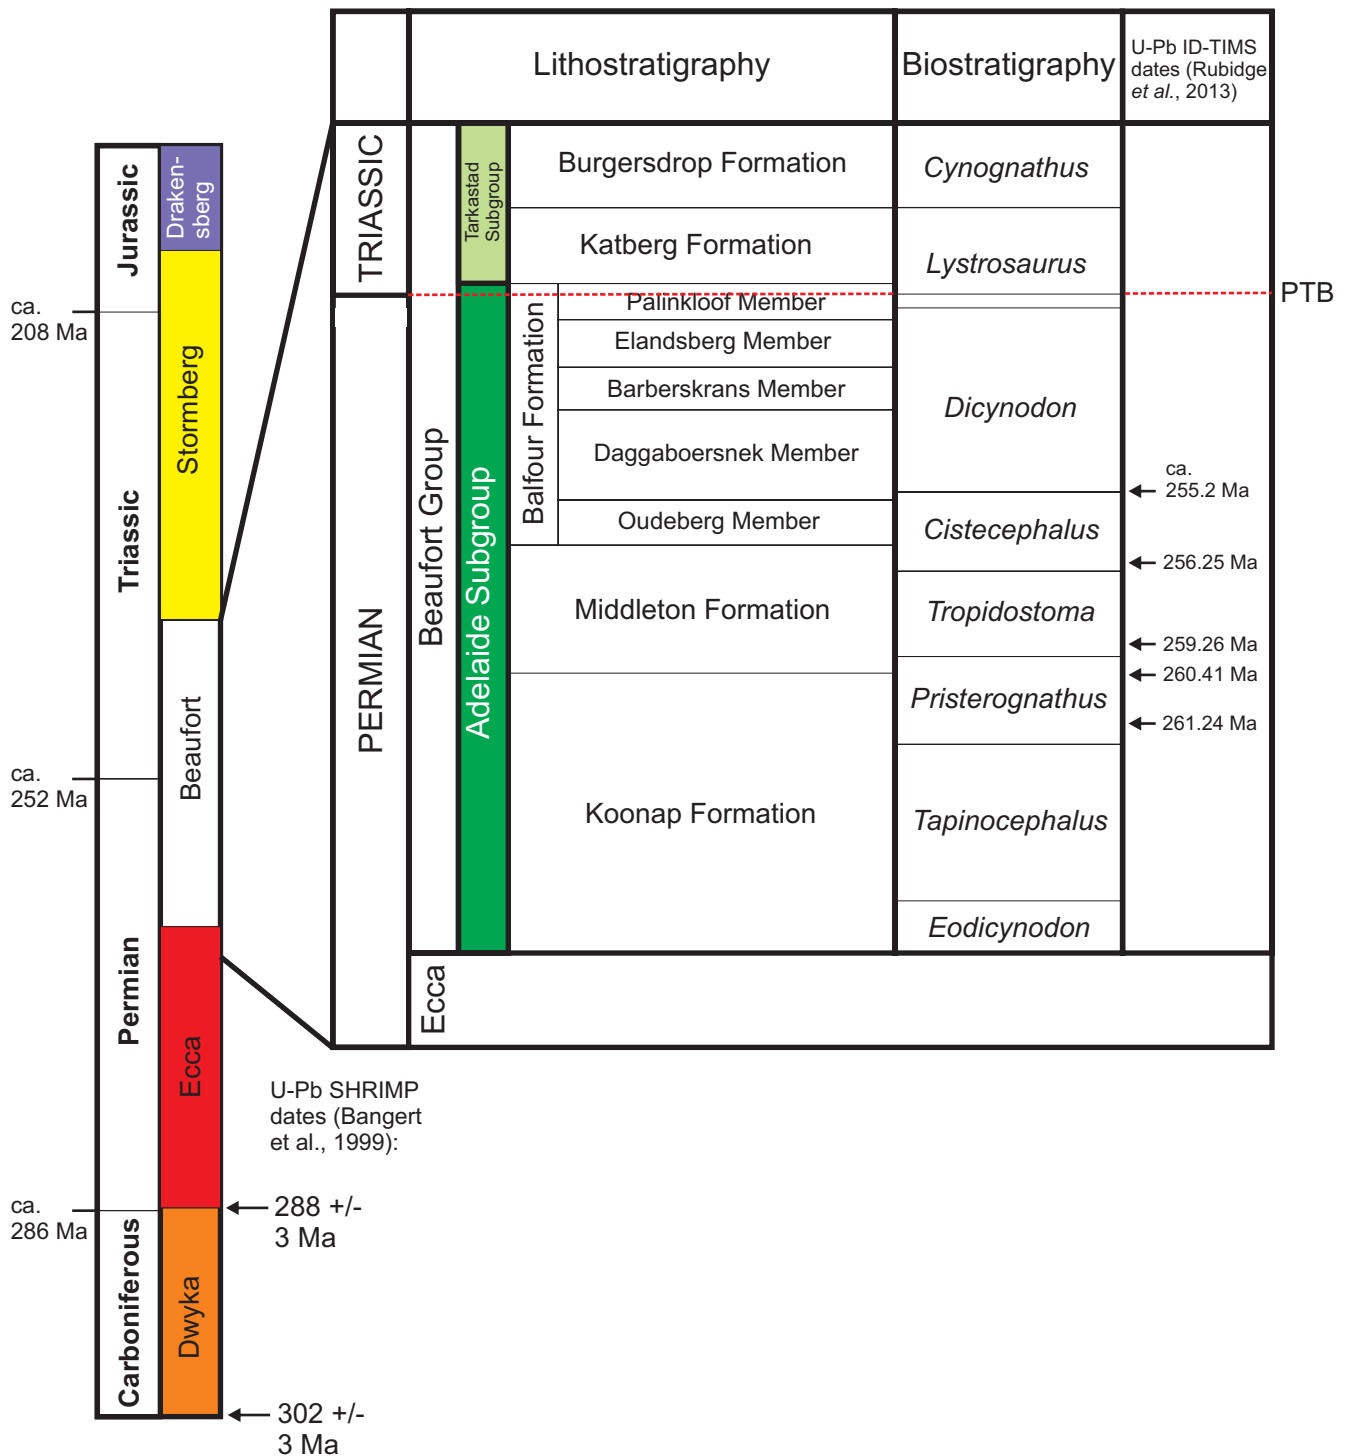 Lithostratigraphy
Biostratigraphy
U-Pb ID-TIMS
dates (Rubidge
et al., 2013)
TRIASSIC
PERMIAN
Beaufort Group
Ecca
Tarkastad
Subgroup
Adelaide Subgroup
Burgersdrop Formation
Katberg Formation
Balfour Formation
Palinkloof Member
Elandsberg Member
Barberskrans Member
Daggaboersnek Member
Oudeberg Member
Middleton Formation
Koonap Formation
Cynognathus
Lystrosaurus
Dicynodon
Cistecephalus
Tropidostoma
Pristerognathus
Tapinocephalus
Eodicynodon
PTB
ca.
255.2 Ma
256.25 Ma
259.26 Ma
260.41 Ma
261.24 Ma
Jurassic
Triassic
Permian
Carboniferous
Draken-
sberg
Stormberg
Beaufort
Ecca
Dwyka
ca.
208 Ma
ca.
252 Ma
ca.
286 Ma
U-Pb SHRIMP
dates (Bangert
et al., 1999):
288 +/-
3 Ma
302 +/-
3 Ma